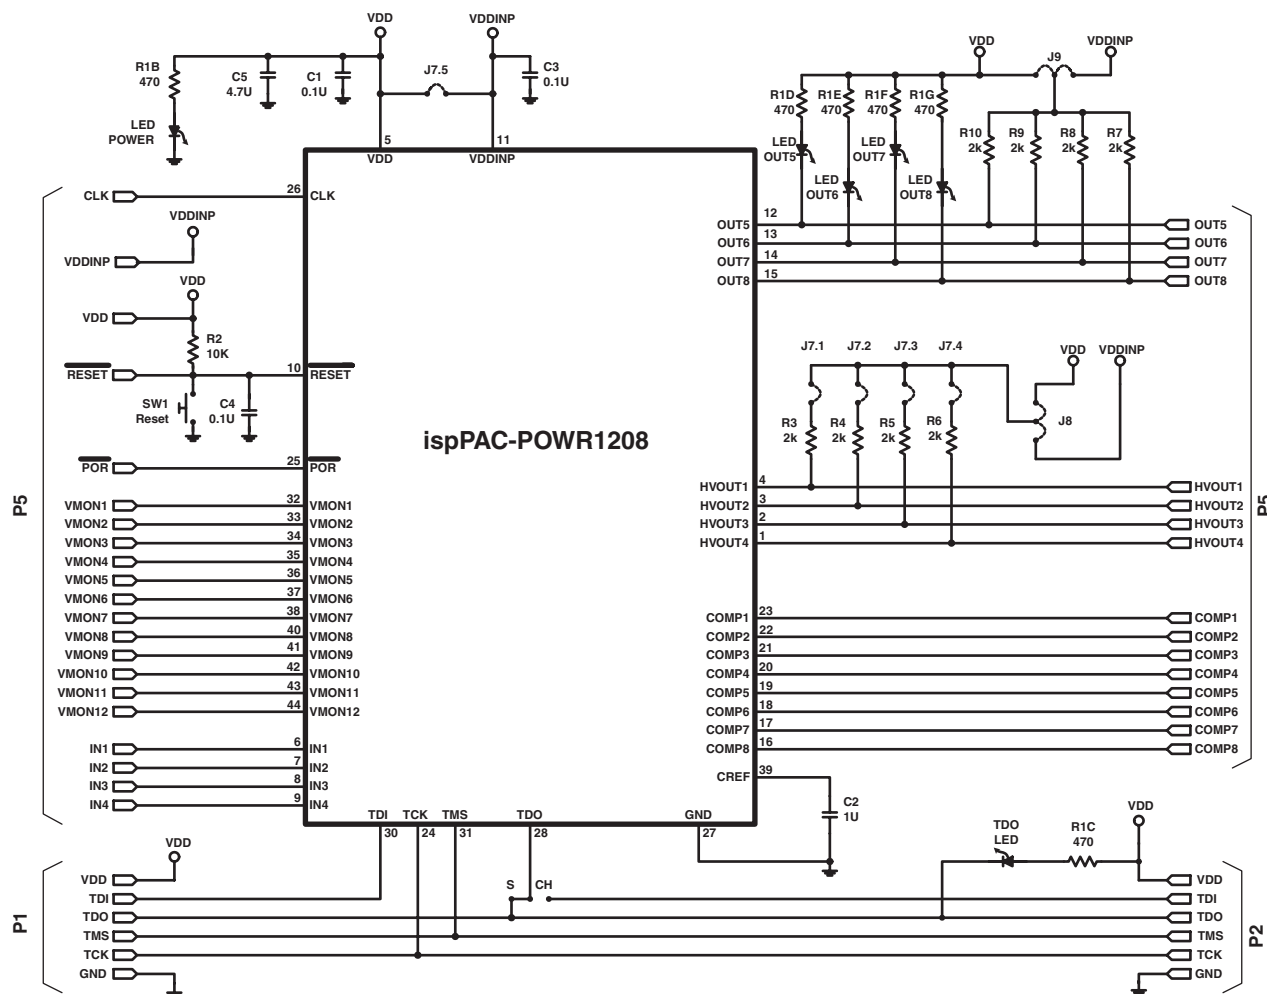 VDD
VDDINP
R1B
470
C5
4.7U
C1
0.1U
J7.5
C3
0.1U
LED
POWER
5
VDD
11
VDDINP
VDD
J9
VDDINP
R1D
470
R1E
470
R1F
470
R1G
470
R10
2k
R9
2k
R8
2k
R7
2k
LED
OUT5
LED
OUT7
LED
OUT6
LED
OUT8
CLK
26
CLK
VDDINP
VDDINP
VDD
VDD
R2
10K
RESET
10
RESET
SW1
Reset
C4
0.1U
POR
25
POR
P5
VMON1
32
VMON1
VMON2
33
VMON2
VMON3
34
VMON3
VMON4
35
VMON4
VMON5
36
VMON5
VMON6
37
VMON6
VMON7
38
VMON7
VMON8
40
VMON8
VMON9
41
VMON9
VMON10
42
VMON10
VMON11
43
VMON11
VMON12
44
VMON12
IN1
6
IN1
IN2
7
IN2
IN3
8
IN3
IN4
9
IN4
ispPAC-POWR1208
OUT5
12
OUT5
OUT6
13
OUT6
OUT7
14
OUT7
OUT8
15
OUT8
J7.1
J7.2
J7.3
J7.4
VDD
VDDINP
R3
2k
R4
2k
R5
2k
R6
2k
J8
HVOUT1
4
HVOUT1
HVOUT2
3
HVOUT2
HVOUT3
2
HVOUT3
HVOUT4
1
HVOUT4
P5
COMP1
23
COMP1
COMP2
22
COMP2
COMP3
21
COMP3
COMP4
20
COMP4
COMP5
19
COMP5
COMP6
18
COMP6
COMP7
17
COMP7
COMP8
16
COMP8
CREF
39
C2
1U
TDI
30
TCK
24
TMS
31
TDO
28
GND
27
S
CH
TDO
LED
R1C
470
VDD
VDD
P1
VDD
TDI
TDO
TMS
TCK
GND
VDD
TDI
TDO
TMS
TCK
GND
P2